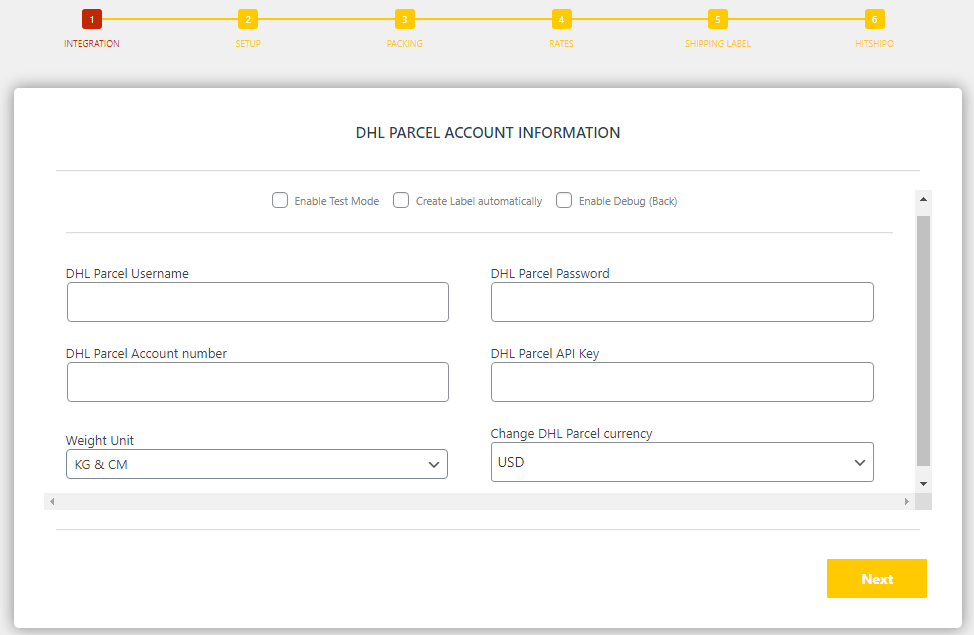 1 2 3 4 5 6
INTEGRATION SETUP PACKING RATES SHIPPING LABEL HITSHIPO
DHL PARCEL ACCOUNT INFORMATION
Enable Test Mode Create Label automatically Enable Debug (Back)
DHL Parcel Username DHL Parcel Password
DHL Parcel Account number DHL Parcel API Key
Weight Unit Change DHL Parcel currency
KG & CM USD
Next